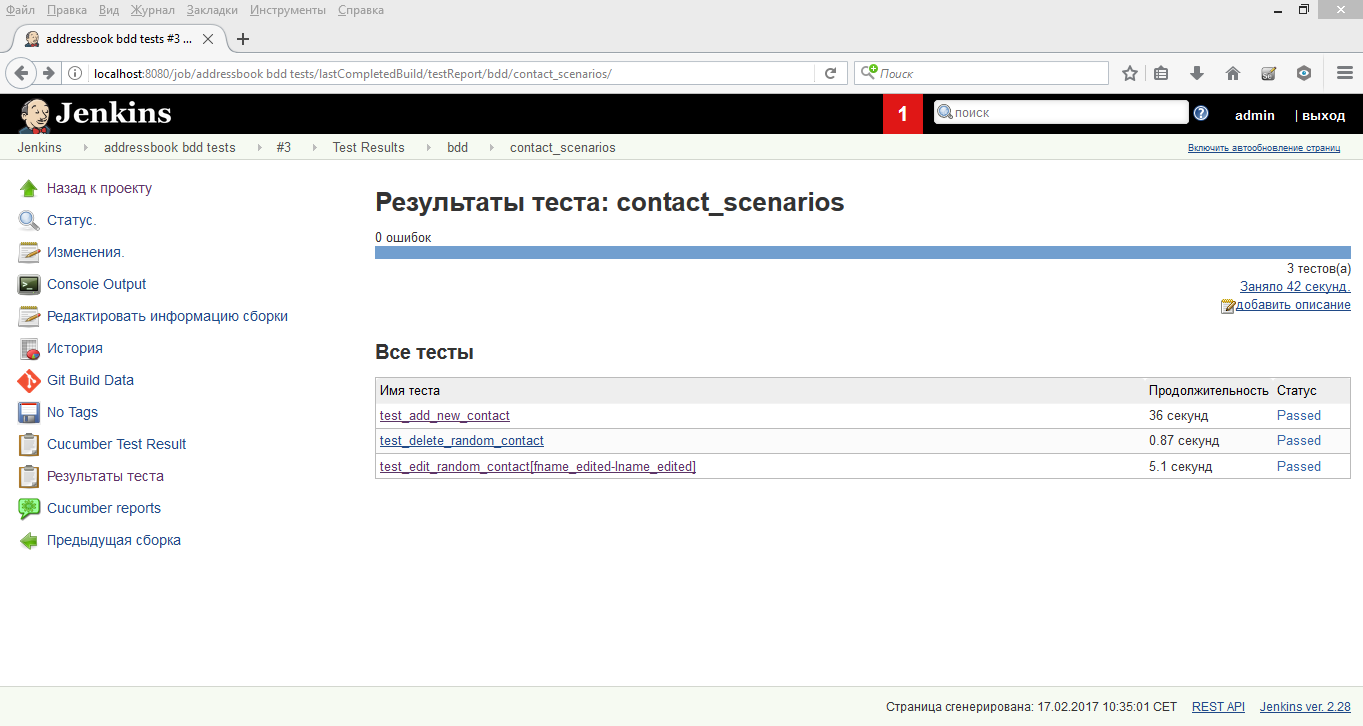 Файл Правка Вид Журнал Закладки Инструменты Справка
addressbook bdd tests #3 ...
localhost:8080/job/addressbook bdd tests/lastCompletedBuild/testReport/bdd/contact_scenarios/
Поиск
Jenkins
1
поиск
admin
| выход
Jenkins addressbook bdd tests #3 Test Results bdd contact_scenarios
Включить автообновление страниц
Назад к проекту
Статус.
Изменения.
Console Output
Редактировать информацию сборки
История
Git Build Data
No Tags
Cucumber Test Result
Результаты теста
Cucumber reports
Предыдущая сборка
Результаты теста: contact_scenarios
0 ошибок
3 тестов(а)
Заняло 42 секунд.
добавить описание
Все тесты
Имя теста Продолжительность Статус
test_add_new_contact 36 секунд Passed
test_delete_random_contact 0.87 секунд Passed
test_edit_random_contact[fname_edited-lname_edited] 5.1 секунд Passed
Страница сгенерирована: 17.02.2017 10:35:01 CET REST API Jenkins ver. 2.28